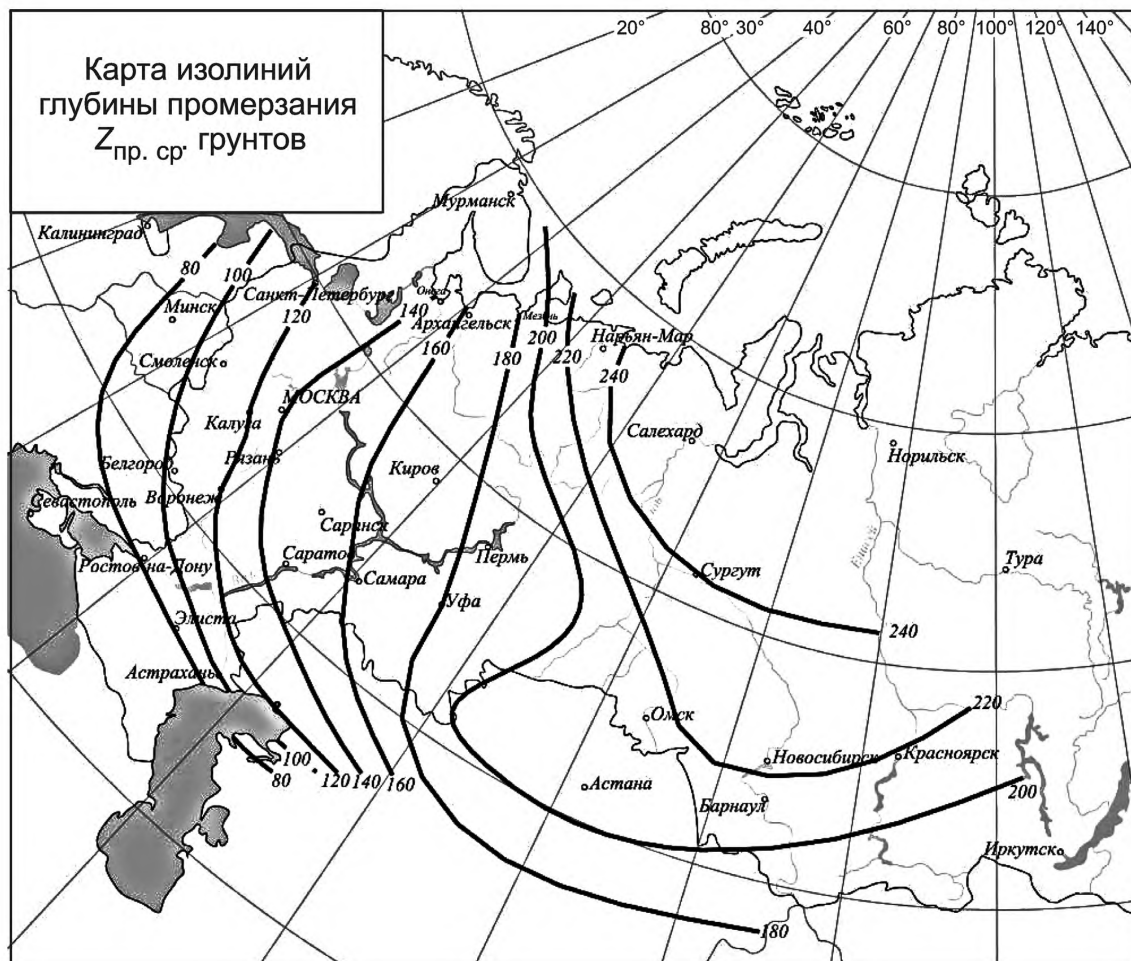 Карта изолиний
глубины промерзания
Zпр. ср. грунтов
20° 80° 30° 40° 60° 80° 100° 120° 140°
Мурманск
Калининград
80
100
Санкт-Петербург
Онега
140
Архангельск
Мезень
Минск
120
160
180
200
220
Нарьян-Мар
Смоленск
240
МОСКВА
Калуга
Салехард
Норильск
Белгород
Рязань
Киров
Севастополь
Воронеж
Саранск
Енисей
Ростов-на-Дону
Саратов
Пермь
Самара
Сургут
Тура
Элиста
Уфа
240
Астрахань
Омск
220
Новосибирск
Красноярск
100
80
120
140
160
Астана
Барнаул
200
Иркутск
180